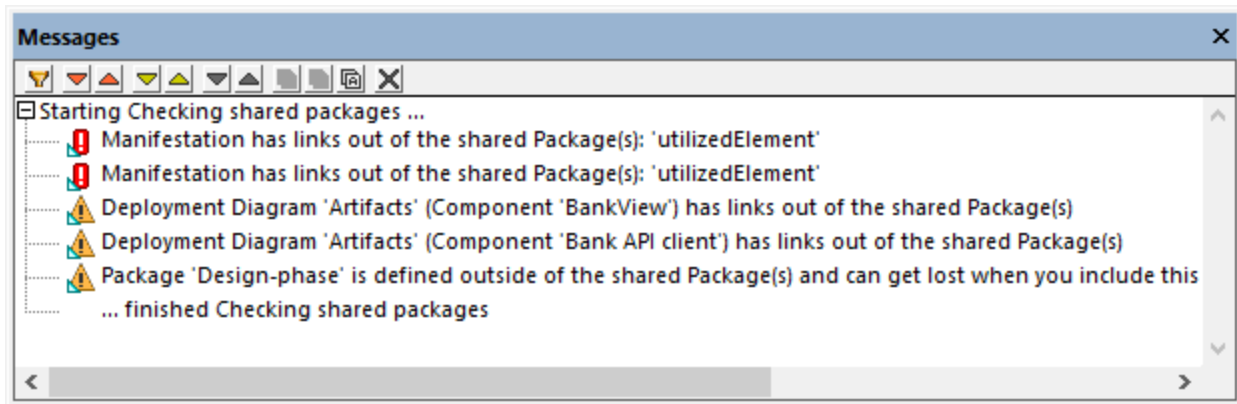 Messages
Starting Checking shared packages ...
Manifestation has links out of the shared Package(s): 'utilizedElement'
Manifestation has links out of the shared Package(s): 'utilizedElement'
Deployment Diagram 'Artifacts' (Component 'BankView') has links out of the shared Package(s)
Deployment Diagram 'Artifacts' (Component 'Bank API client') has links out of the shared Package(s)
Package 'Design-phase' is defined outside of the shared Package(s) and can get lost when you include this
... finished Checking shared packages